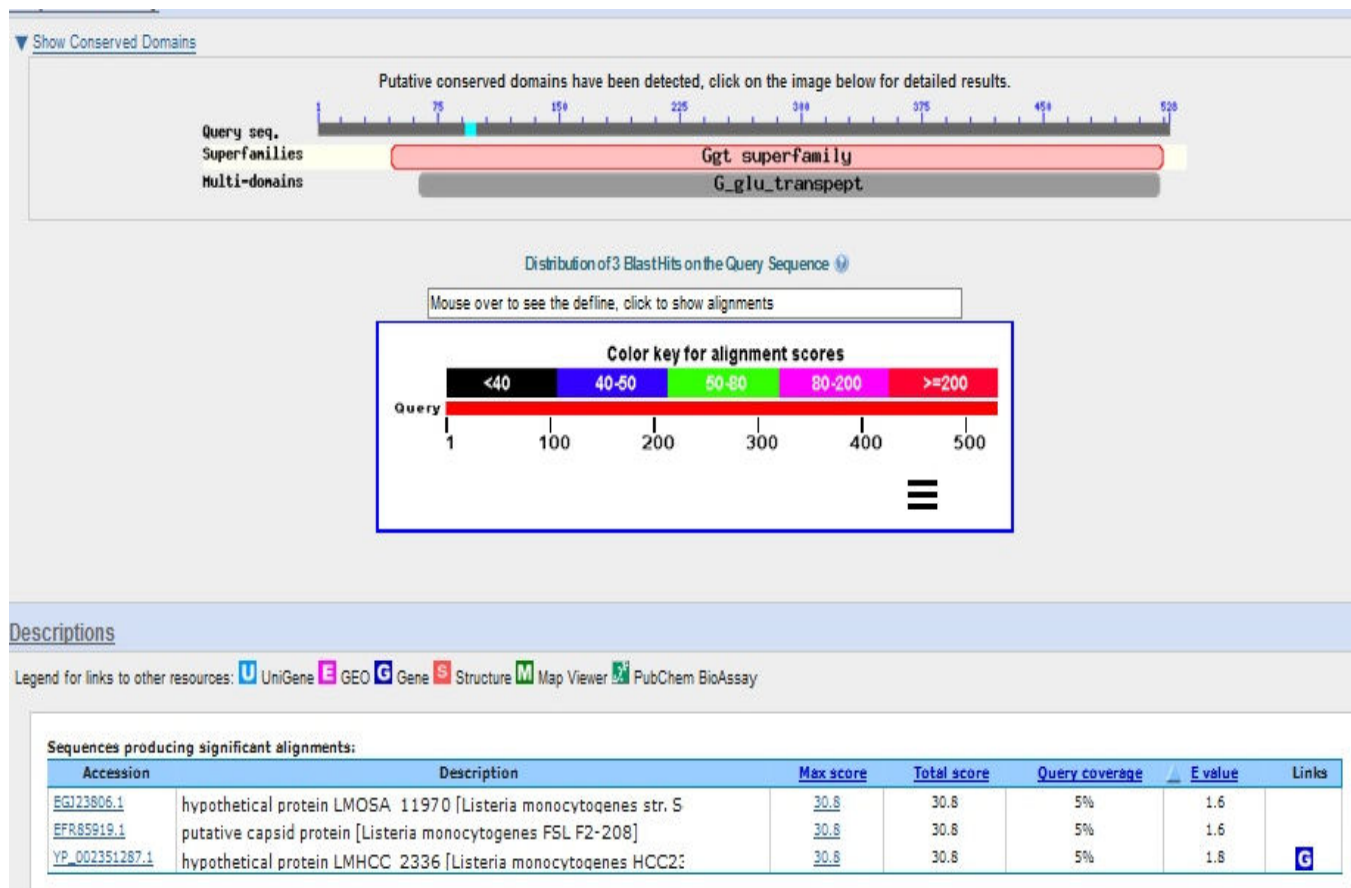 Show Conserved Domains
Putative conserved domains have been detected, click on the image below for detailed results.
1 75 150 225 300 375 450 528
Query seq.
Superfamilies Ggt superfamily
Multi-domains G_glu_transpept
Distribution of 3 Blast Hits on the Query Sequence
Mouse over to see the defline, click to show alignments
Color key for alignment scores
<40 40-50 50-80 80-200 >=200
Query
1 100 200 300 400 500
Descriptions
Legend for links to other resources: U UniGene E GEO G Gene S Structure M Map Viewer PubChem BioAssay
Sequences producing significant alignments:
Accession Description Max score Total score Query coverage E value Links
EGJ23806.1 hypothetical protein LMOSA 11970 [Listeria monocytogenes str. S 30.8 30.8 5% 1.6
EFR85919.1 putative capsid protein [Listeria monocytogenes FSL F2-208] 30.8 30.8 5% 1.6
YP_002351287.1 hypothetical protein LMHCC 2336 [Listeria monocytogenes HCC23 30.8 30.8 5% 1.8 G